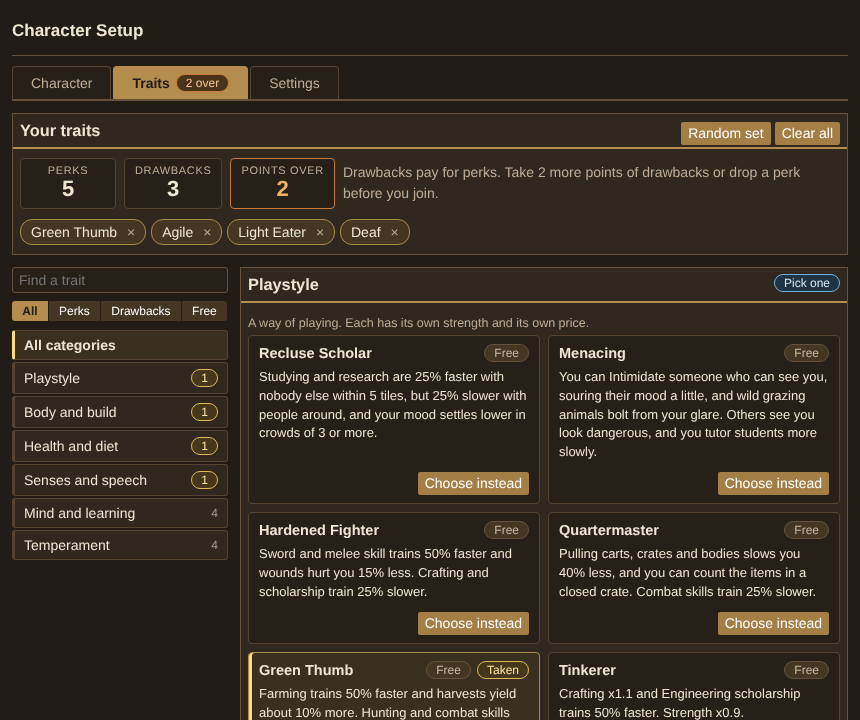 Character Setup
Character
Traits 2 over
Settings
Your traits
Random set
Clear all
PERKS
5
DRAWBACKS
3
POINTS OVER
2
Drawbacks pay for perks. Take 2 more points of drawbacks or drop a perk
before you join.
Green Thumb ×
Agile ×
Light Eater ×
Deaf ×
Find a trait
All
Perks
Drawbacks
Free
All categories
Playstyle 1
Body and build 1
Health and diet 1
Senses and speech 1
Mind and learning 4
Temperament 4
Playstyle
Pick one
A way of playing. Each has its own strength and its own price.
Recluse Scholar Free
Studying and research are 25% faster with
nobody else within 5 tiles, but 25% slower with
people around, and your mood settles lower in
crowds of 3 or more.
Choose instead
Menacing Free
You can Intimidate someone who can see you,
souring their mood a little, and wild grazing
animals bolt from your glare. Others see you
look dangerous, and you tutor students more
slowly.
Choose instead
Hardened Fighter Free
Sword and melee skill trains 50% faster and
wounds hurt you 15% less. Crafting and
scholarship train 25% slower.
Choose instead
Quartermaster Free
Pulling carts, crates and bodies slows you
40% less, and you can count the items in a
closed crate. Combat skills train 25% slower.
Choose instead
Green Thumb Free Taken
Farming trains 50% faster and harvests yield
about 10% more. Hunting and combat skills
Tinkerer Free
Crafting x1.1 and Engineering scholarship
trains 50% faster. Strength x0.9.